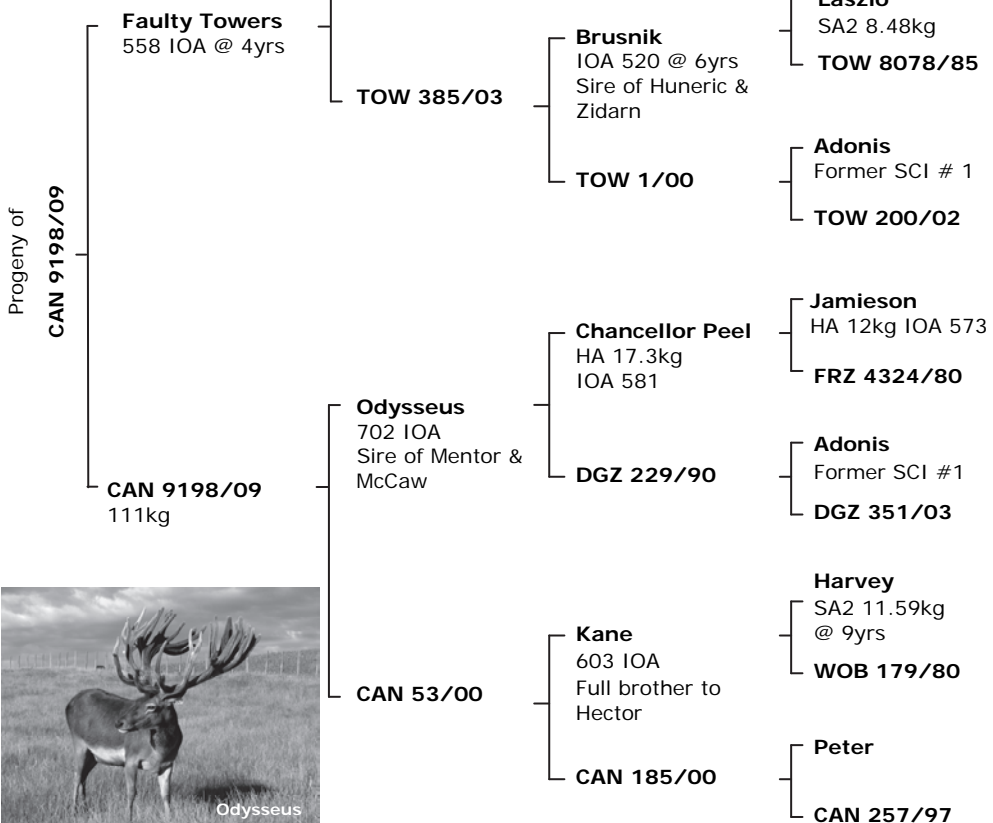 Progeny of
CAN 9198/09
Faulty Towers
558 IOA @ 4yrs
TOW 385/03
Brusnik
IOA 520 @ 6yrs
Sire of Huneric &
Zidarn
TOW 1/00
Laszlo
SA2 8.48kg
TOW 8078/85
Adonis
Former SCI # 1
TOW 200/02
CAN 9198/09
111kg
Odysseus
702 IOA
Sire of Mentor &
McCaw
CAN 53/00
Chancellor Peel
HA 17.3kg
IOA 581
DGZ 229/90
Jamieson
HA 12kg IOA 573
FRZ 4324/80
Adonis
Former SCI #1
DGZ 351/03
Kane
603 IOA
Full brother to
Hector
CAN 185/00
Harvey
SA2 11.59kg
@ 9yrs
WOB 179/80
Peter
CAN 257/97
Odysseus